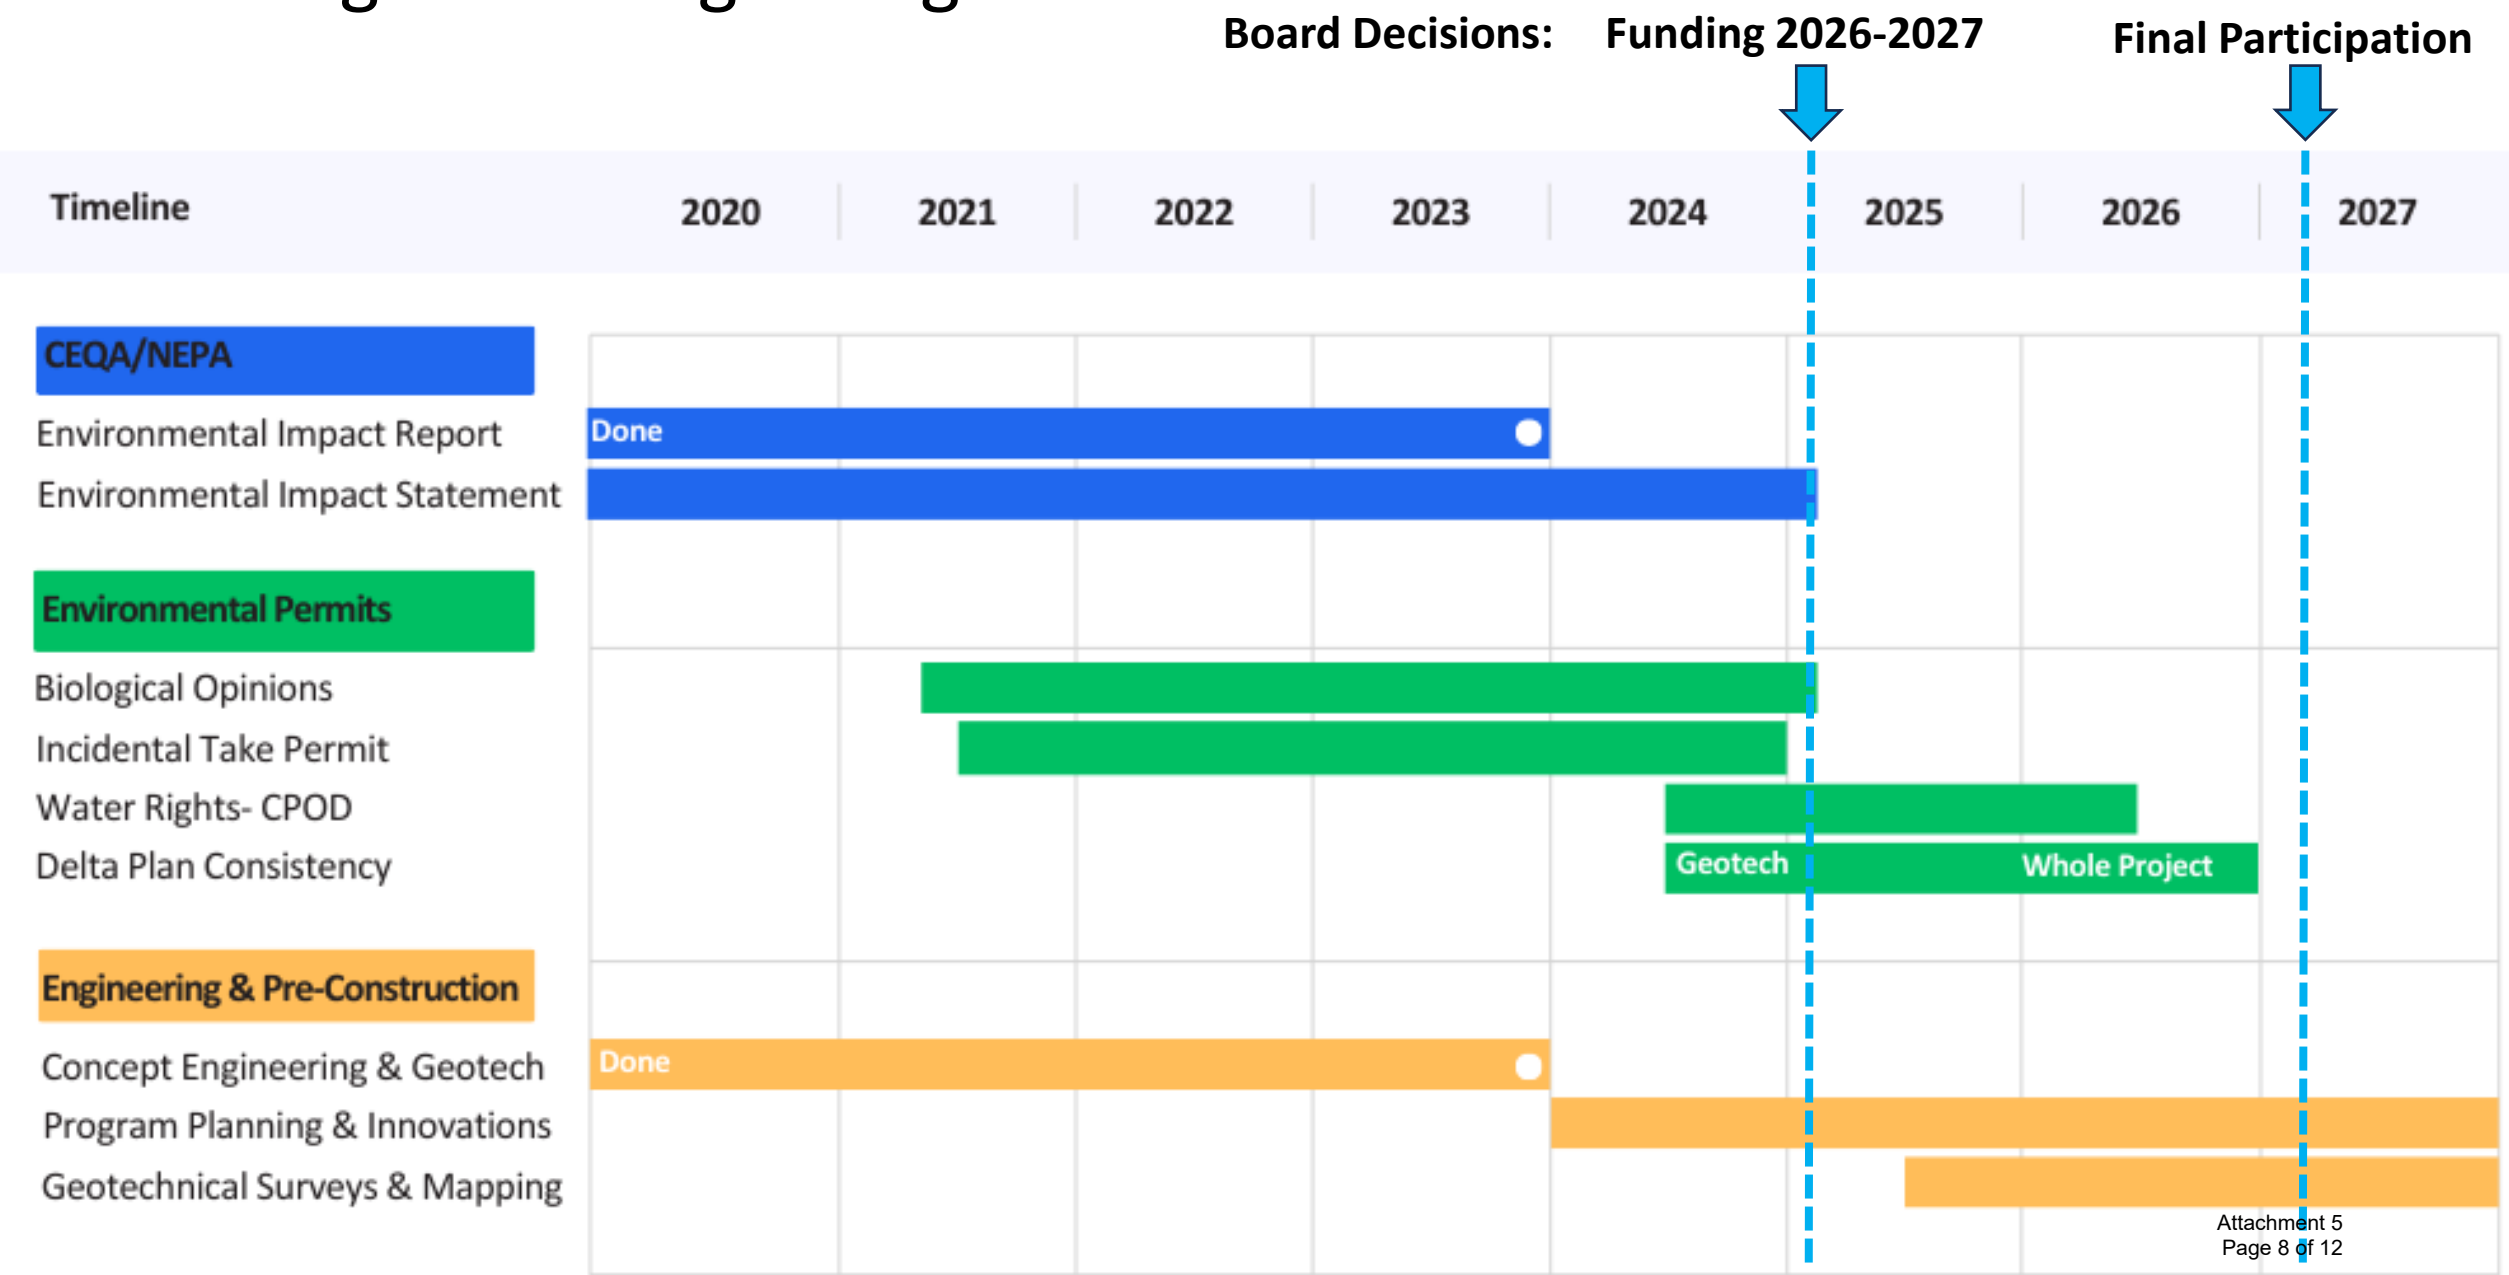 Board Decisions: Funding 2026-2027 Final Participation
Timeline 2020 2021 2022 2023 2024 2025 2026 2027
CEQA/NEPA
Environmental Impact Report Done
Environmental Impact Statement
Environmental Permits
Biological Opinions
Incidental Take Permit
Water Rights- CPOD
Delta Plan Consistency Geotech Whole Project
Engineering & Pre-Construction
Concept Engineering & Geotech Done
Program Planning & Innovations
Geotechnical Surveys & Mapping
Attachment 5
Page 8 of 12